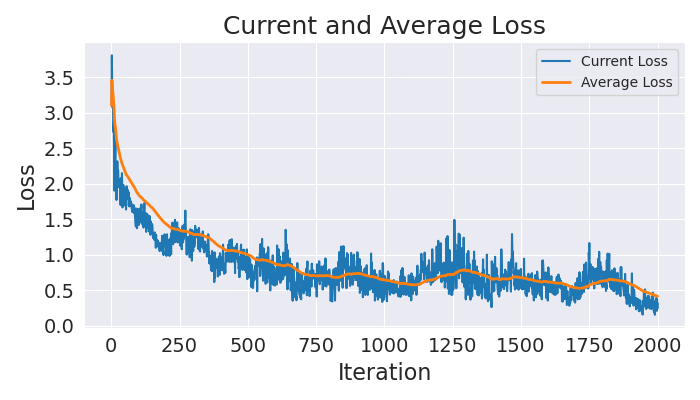 Current and Average Loss
Current Loss
Average Loss
Loss
3.5
3.0
2.5
2.0
1.5
1.0
0.5
0.0
0 250 500 750 1000 1250 1500 1750 2000
Iteration